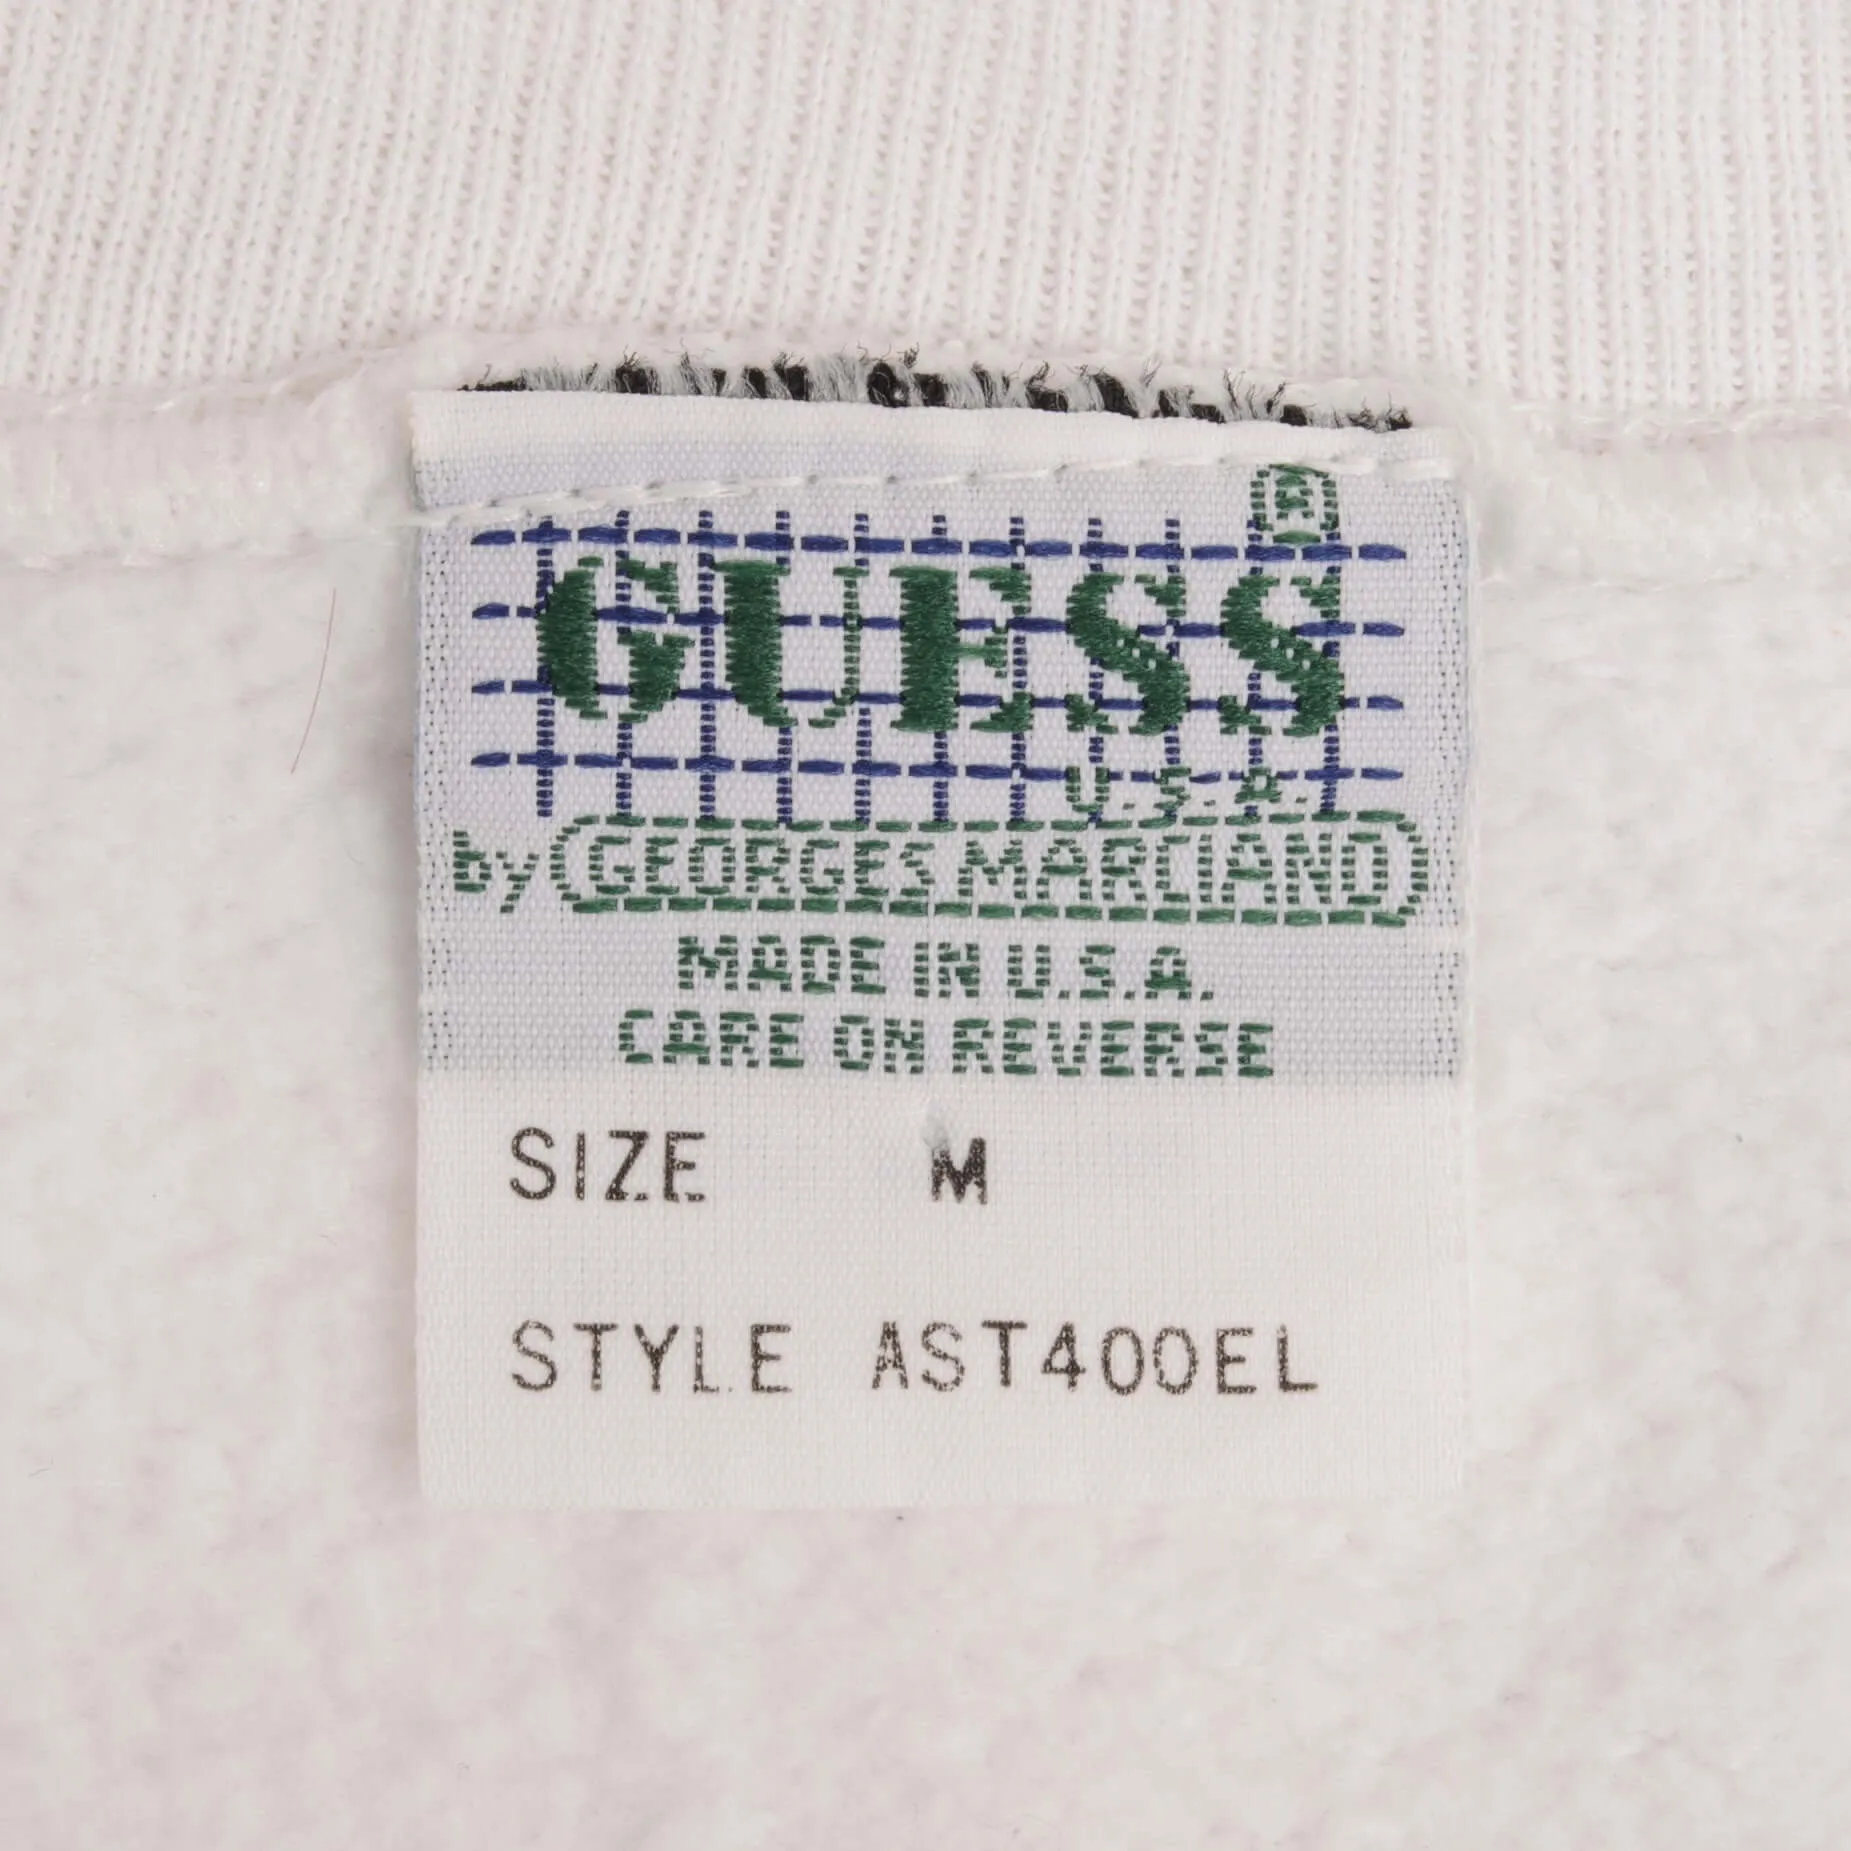 ®
GUESS
U.S.A.
by GEORGES MARCIANO
MADE IN U.S.A.
CARE ON REVERSE
SIZE M
STYLE AST400EL